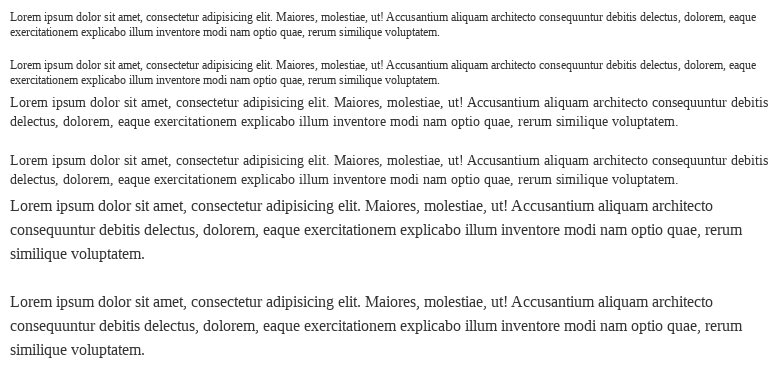 Lorem ipsum dolor sit amet, consectetur adipisicing elit. Maiores, molestiae, ut! Accusantium aliquam architecto consequuntur debitis delectus, dolorem, eaque
exercitationem explicabo illum inventore modi nam optio quae, rerum similique voluptatem.
Lorem ipsum dolor sit amet, consectetur adipisicing elit. Maiores, molestiae, ut! Accusantium aliquam architecto consequuntur debitis delectus, dolorem, eaque
exercitationem explicabo illum inventore modi nam optio quae, rerum similique voluptatem.
Lorem ipsum dolor sit amet, consectetur adipisicing elit. Maiores, molestiae, ut! Accusantium aliquam architecto consequuntur debitis
delectus, dolorem, eaque exercitationem explicabo illum inventore modi nam optio quae, rerum similique voluptatem.
Lorem ipsum dolor sit amet, consectetur adipisicing elit. Maiores, molestiae, ut! Accusantium aliquam architecto consequuntur debitis
delectus, dolorem, eaque exercitationem explicabo illum inventore modi nam optio quae, rerum similique voluptatem.
Lorem ipsum dolor sit amet, consectetur adipisicing elit. Maiores, molestiae, ut! Accusantium aliquam architecto
consequuntur debitis delectus, dolorem, eaque exercitationem explicabo illum inventore modi nam optio quae, rerum
similique voluptatem.
Lorem ipsum dolor sit amet, consectetur adipisicing elit. Maiores, molestiae, ut! Accusantium aliquam architecto
consequuntur debitis delectus, dolorem, eaque exercitationem explicabo illum inventore modi nam optio quae, rerum
similique voluptatem.